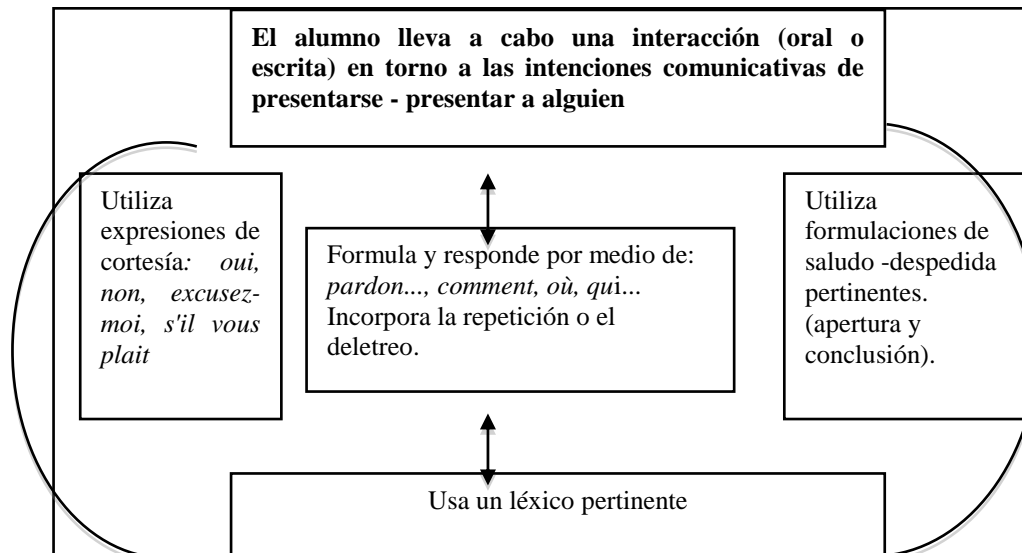 El alumno lleva a cabo una interacción (oral o
escrita) en torno a las intenciones comunicativas de
presentarse - presentar a alguien
Utiliza
expresiones de
cortesía: oui,
non, excusez-
moi, s'il vous
plait
Formula y responde por medio de:
pardon..., comment, où, qui...
Incorpora la repetición o el
deletreo.
Utiliza
formulaciones de
saludo -despedida
pertinentes.
(apertura y
conclusión).
Usa un léxico pertinente